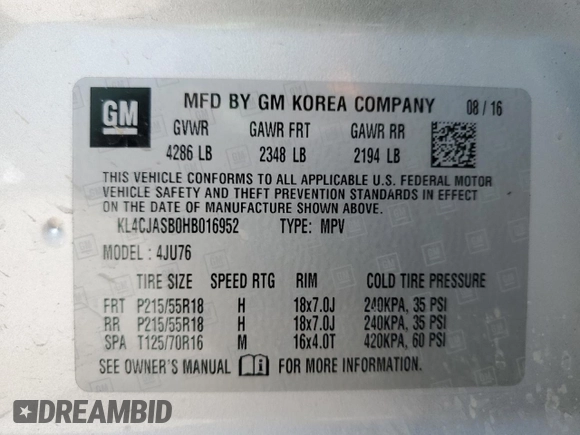 GM
MFD BY GM KOREA COMPANY 08 / 16
GVWR GAWR FRT GAWR RR
4286 LB 2348 LB 2194 LB
THIS VEHICLE CONFORMS TO ALL APPLICABLE U.S. FEDERAL MOTOR
VEHICLE SAFETY AND THEFT PREVENTION STANDARDS IN EFFECT
ON THE DATE OF MANUFACTURE SHOWN ABOVE.
KL4CJASB0HB016952 TYPE: MPV
MODEL : 4JU76
TIRE SIZE SPEED RTG RIM COLD TIRE PRESSURE
FRT P215/55R18 H 18x7.0J 240KPA, 35 PSI
RR P215/55R18 H 18x7.0J 240KPA, 35 PSI
SPA T125/70R16 M 16x4.0T 420KPA, 60 PSI
SEE OWNER'S MANUAL FOR MORE INFORMATION.
DREAMBID